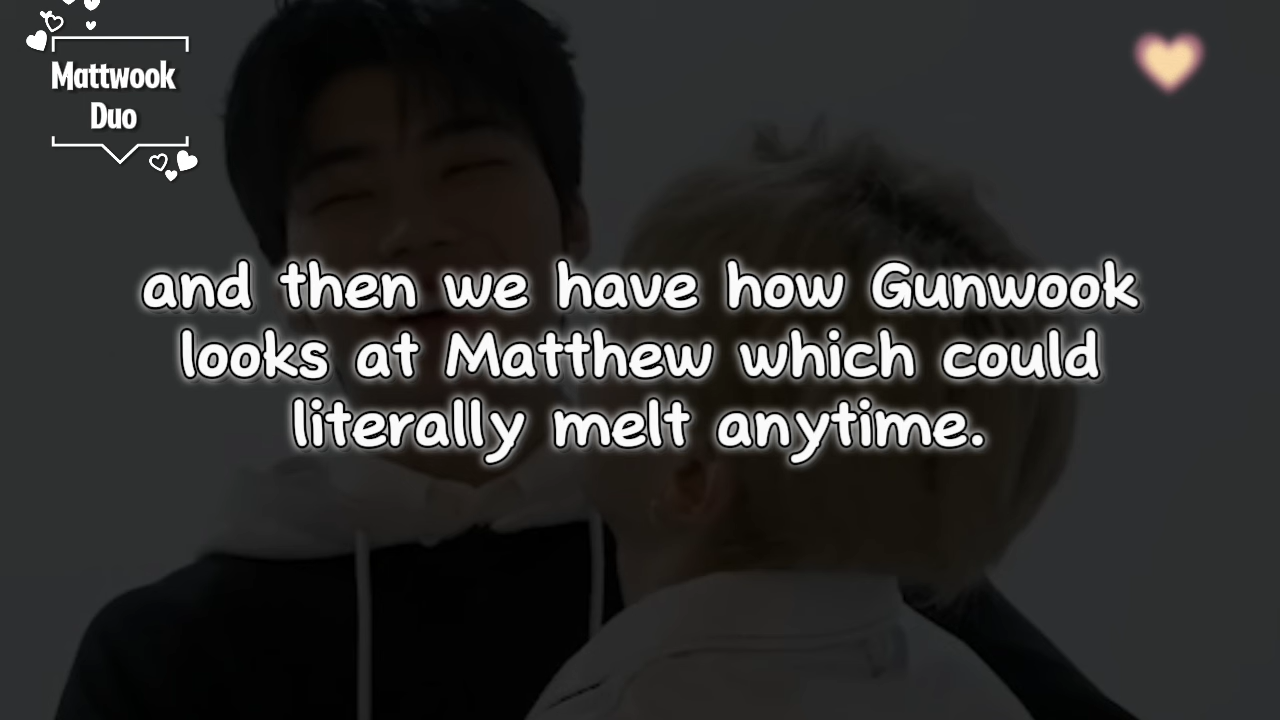 Mattwook
Duo
and then we have how Gunwook
looks at Matthew which could
literally melt anytime.